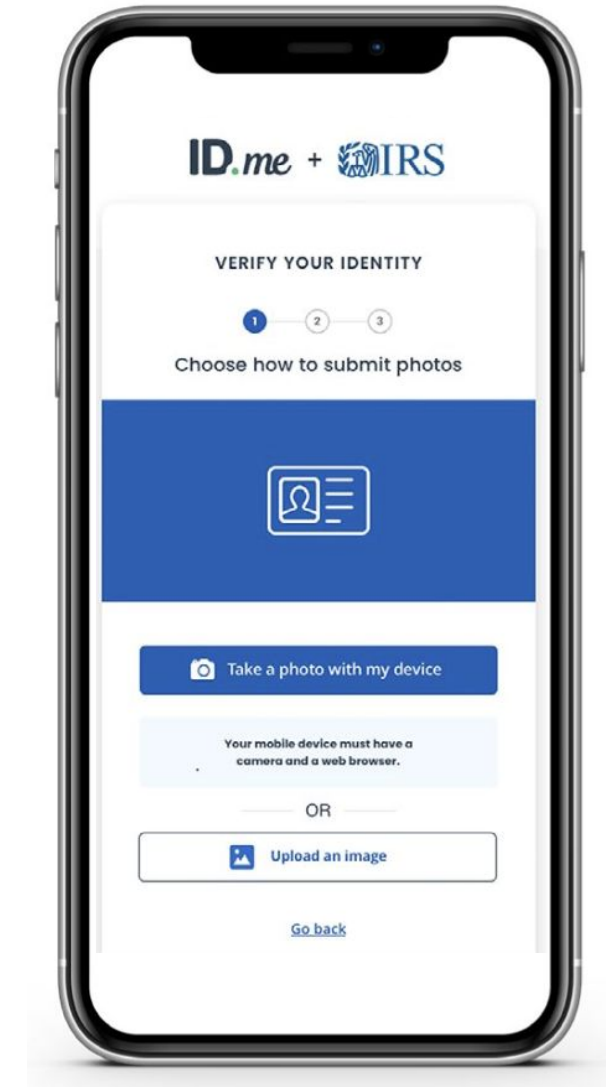 ID.me + IRS
VERIFY YOUR IDENTITY
1 2 3
Choose how to submit photos
Take a photo with my device
Your mobile device must have a
camera and a web browser.
OR
Upload an image
Go back